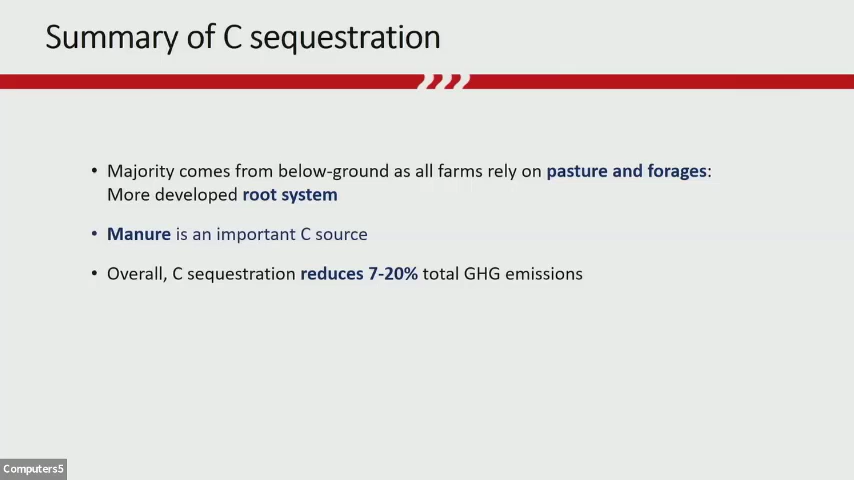 Summary of C sequestration
• Majority comes from below-ground as all farms rely on pasture and forages:
More developed root system
• Manure is an important C source
• Overall, C sequestration reduces 7-20% total GHG emissions
Computers5